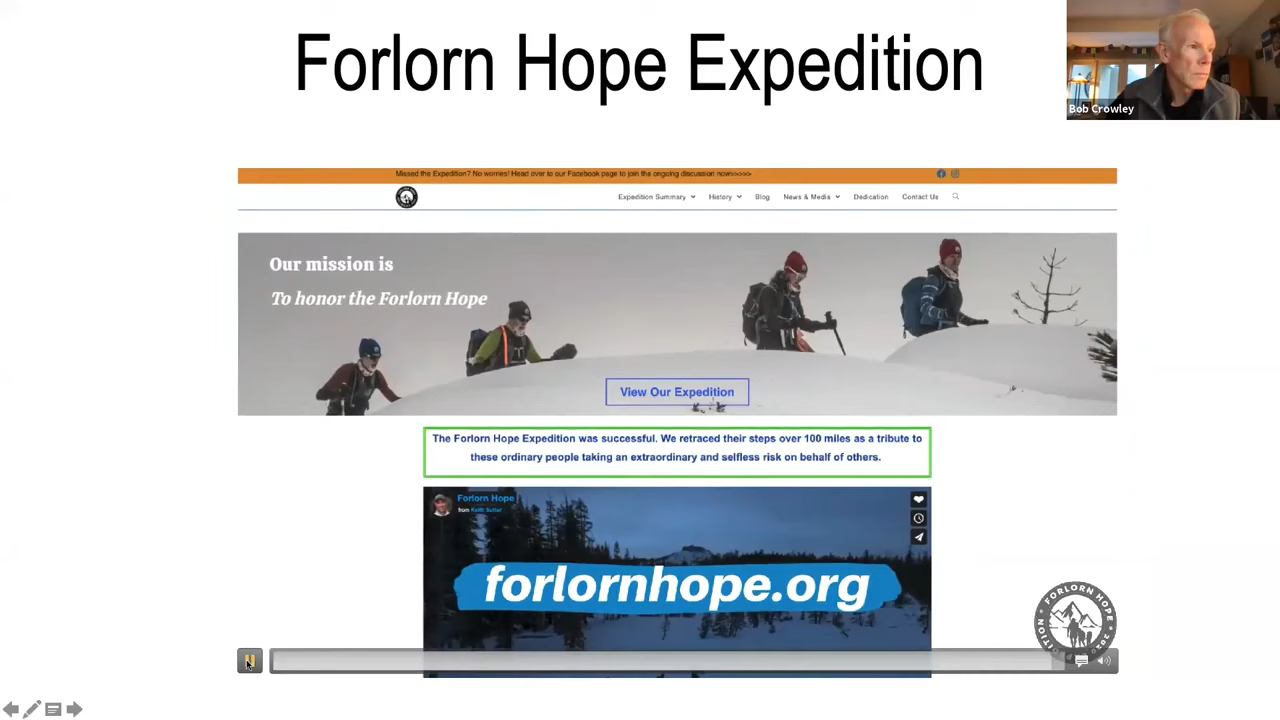 Forlorn Hope Expedition
Bob Crowley
Missed the Expedition? No worries! Head over to our Facebook page to join the ongoing discussion now>>>>>
Expedition Summary
History
Blog
News & Media
Dedication
Contact Us
Our mission is
To honor the Forlorn Hope
View Our Expedition
The Forlorn Hope Expedition was successful. We retraced their steps over 100 miles as a tribute to
these ordinary people taking an extraordinary and selfless risk on behalf of others.
Forlorn Hope
from Keith Sutter
forlornhope.org
FORLORN HOPE